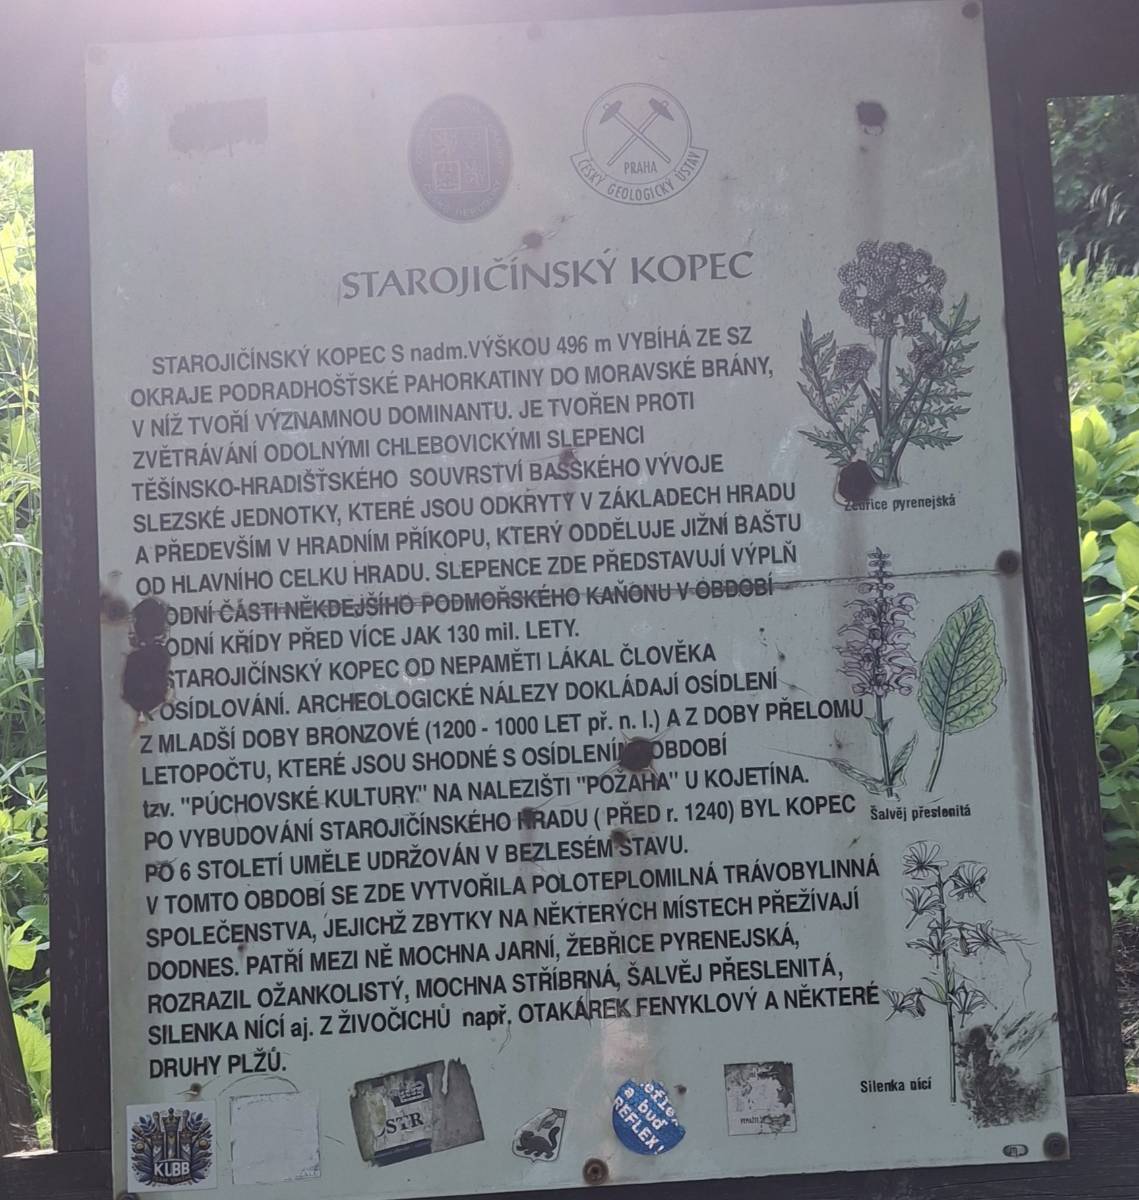 PRAHA
ČESKÝ GEOLOGICKÝ ÚSTAV
STAROJIČÍNSKÝ KOPEC
STAROJIČÍNSKÝ KOPEC S nadm.VÝŠKOU 496 m VYBÍHÁ ZE SZ
OKRAJE PODRADHOŠŤSKÉ PAHORKATINY DO MORAVSKÉ BRÁNY,
V NÍŽ TVOŘÍ VÝZNAMNOU DOMINANTU. JE TVOŘEN PROTI
ZVĚTRÁVÁNÍ ODOLNÝMI CHLEBOVICKÝMI SLEPENCI
TĚŠÍNSKO-HRADIŠŤSKÉHO SOUVRSTVÍ BAŠSKÉHO VÝVOJE
SLEZSKÉ JEDNOTKY, KTERÉ JSOU ODKRYTY V ZÁKLADECH HRADU
A PŘEDEVŠÍM V HRADNÍM PŘÍKOPU, KTERÝ ODDĚLUJE JIŽNÍ BAŠTU
OD HLAVNÍHO CELKU HRADU. SLEPENCE ZDE PŘEDSTAVUJÍ VÝPLŇ
ODNÍ ČÁSTI NĚKDEJŠÍHO PODMOŘSKÉHO KAŇONU V OBDOBÍ
ODNÍ KŘÍDY PŘED VÍCE JAK 130 mil. LETY.
STAROJIČÍNSKÝ KOPEC OD NEPAMĚTI LÁKAL ČLOVĚKA
OSÍDLOVÁNÍ. ARCHEOLOGICKÉ NÁLEZY DOKLÁDAJÍ OSÍDLENÍ
Z MLADŠÍ DOBY BRONZOVÉ (1200 - 1000 LET př. n. l.) A Z DOBY PŘELOMU
LETOPOČTU, KTERÉ JSOU SHODNÉ S OSÍDLENÍM OBDOBÍ
tzv. "PÚCHOVSKÉ KULTURY" NA NALEZIŠTI "POŽAHA" U KOJETÍNA.
PO VYBUDOVÁNÍ STAROJIČÍNSKÉHO HRADU ( PŘED r. 1240) BYL KOPEC
PO 6 STOLETÍ UMĚLE UDRŽOVÁN V BEZLESÉM STAVU.
V TOMTO OBDOBÍ SE ZDE VYTVOŘILA POLOTEPLOMILNÁ TRÁVOBYLINNÁ
SPOLEČENSTVA, JEJICHŽ ZBYTKY NA NĚKTERÝCH MÍSTECH PŘEŽÍVAJÍ
DODNES. PATŘÍ MEZI NĚ MOCHNA JARNÍ, ŽEBŘICE PYRENEJSKÁ,
ROZRAZIL OŽANKOLISTÝ, MOCHNA STŘÍBRNÁ, ŠALVĚJ PŘESLENITÁ,
SILENKA NÍCÍ aj. Z ŽIVOČICHŮ např. OTAKÁREK FENYKLOVÝ A NĚKTERÉ
DRUHY PLŽŮ.
Žebřice pyrenejská
Šalvěj přeslenitá
Silenka nící
KUBB
STR
a buď
REFLEX!